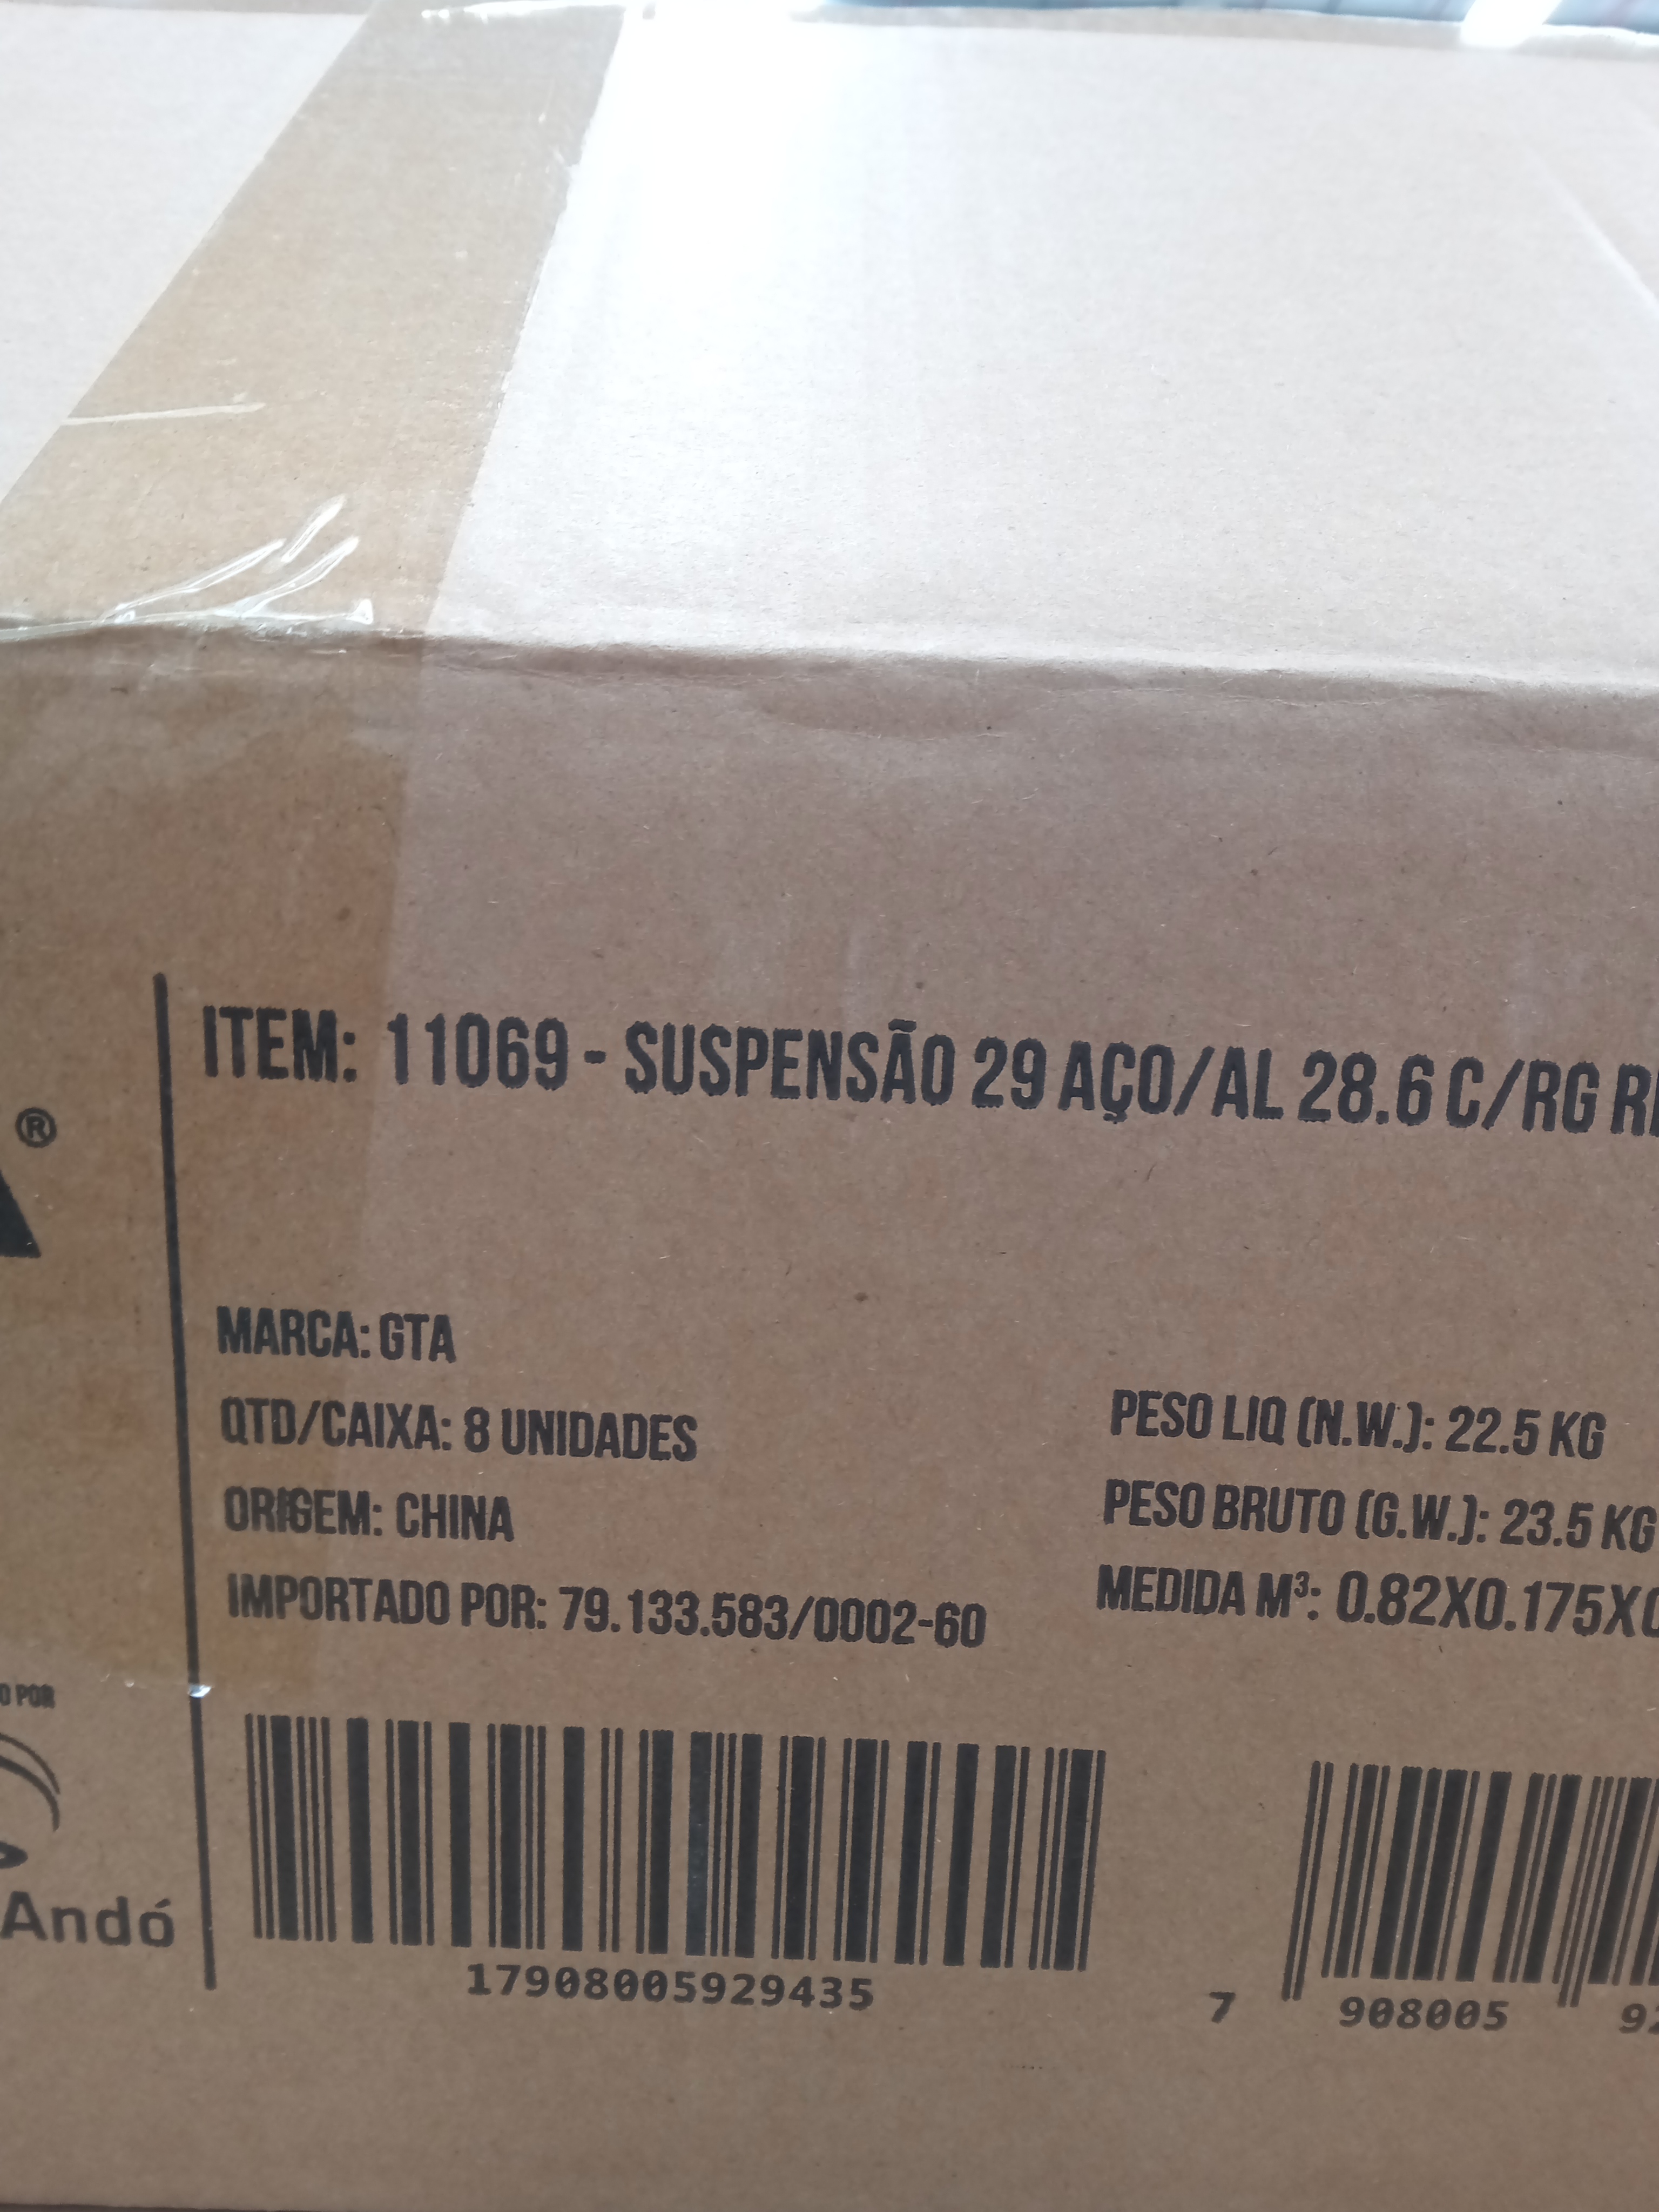 ITEM: 11069 - SUSPENSÃO 29 AÇO/AL 28.6 C/RG
®
MARCA: GTA
QTD/CAIXA: 8 UNIDADES
ORIGEM: CHINA
IMPORTADO POR: 79.133.583/0002-60
PESO LIQ (N.W.): 22.5 KG
PESO BRUTO (G.W.): 23.5 KG
MEDIDA M³: 0.82X0.175X
POR
Andó
17908005929435
7 908005